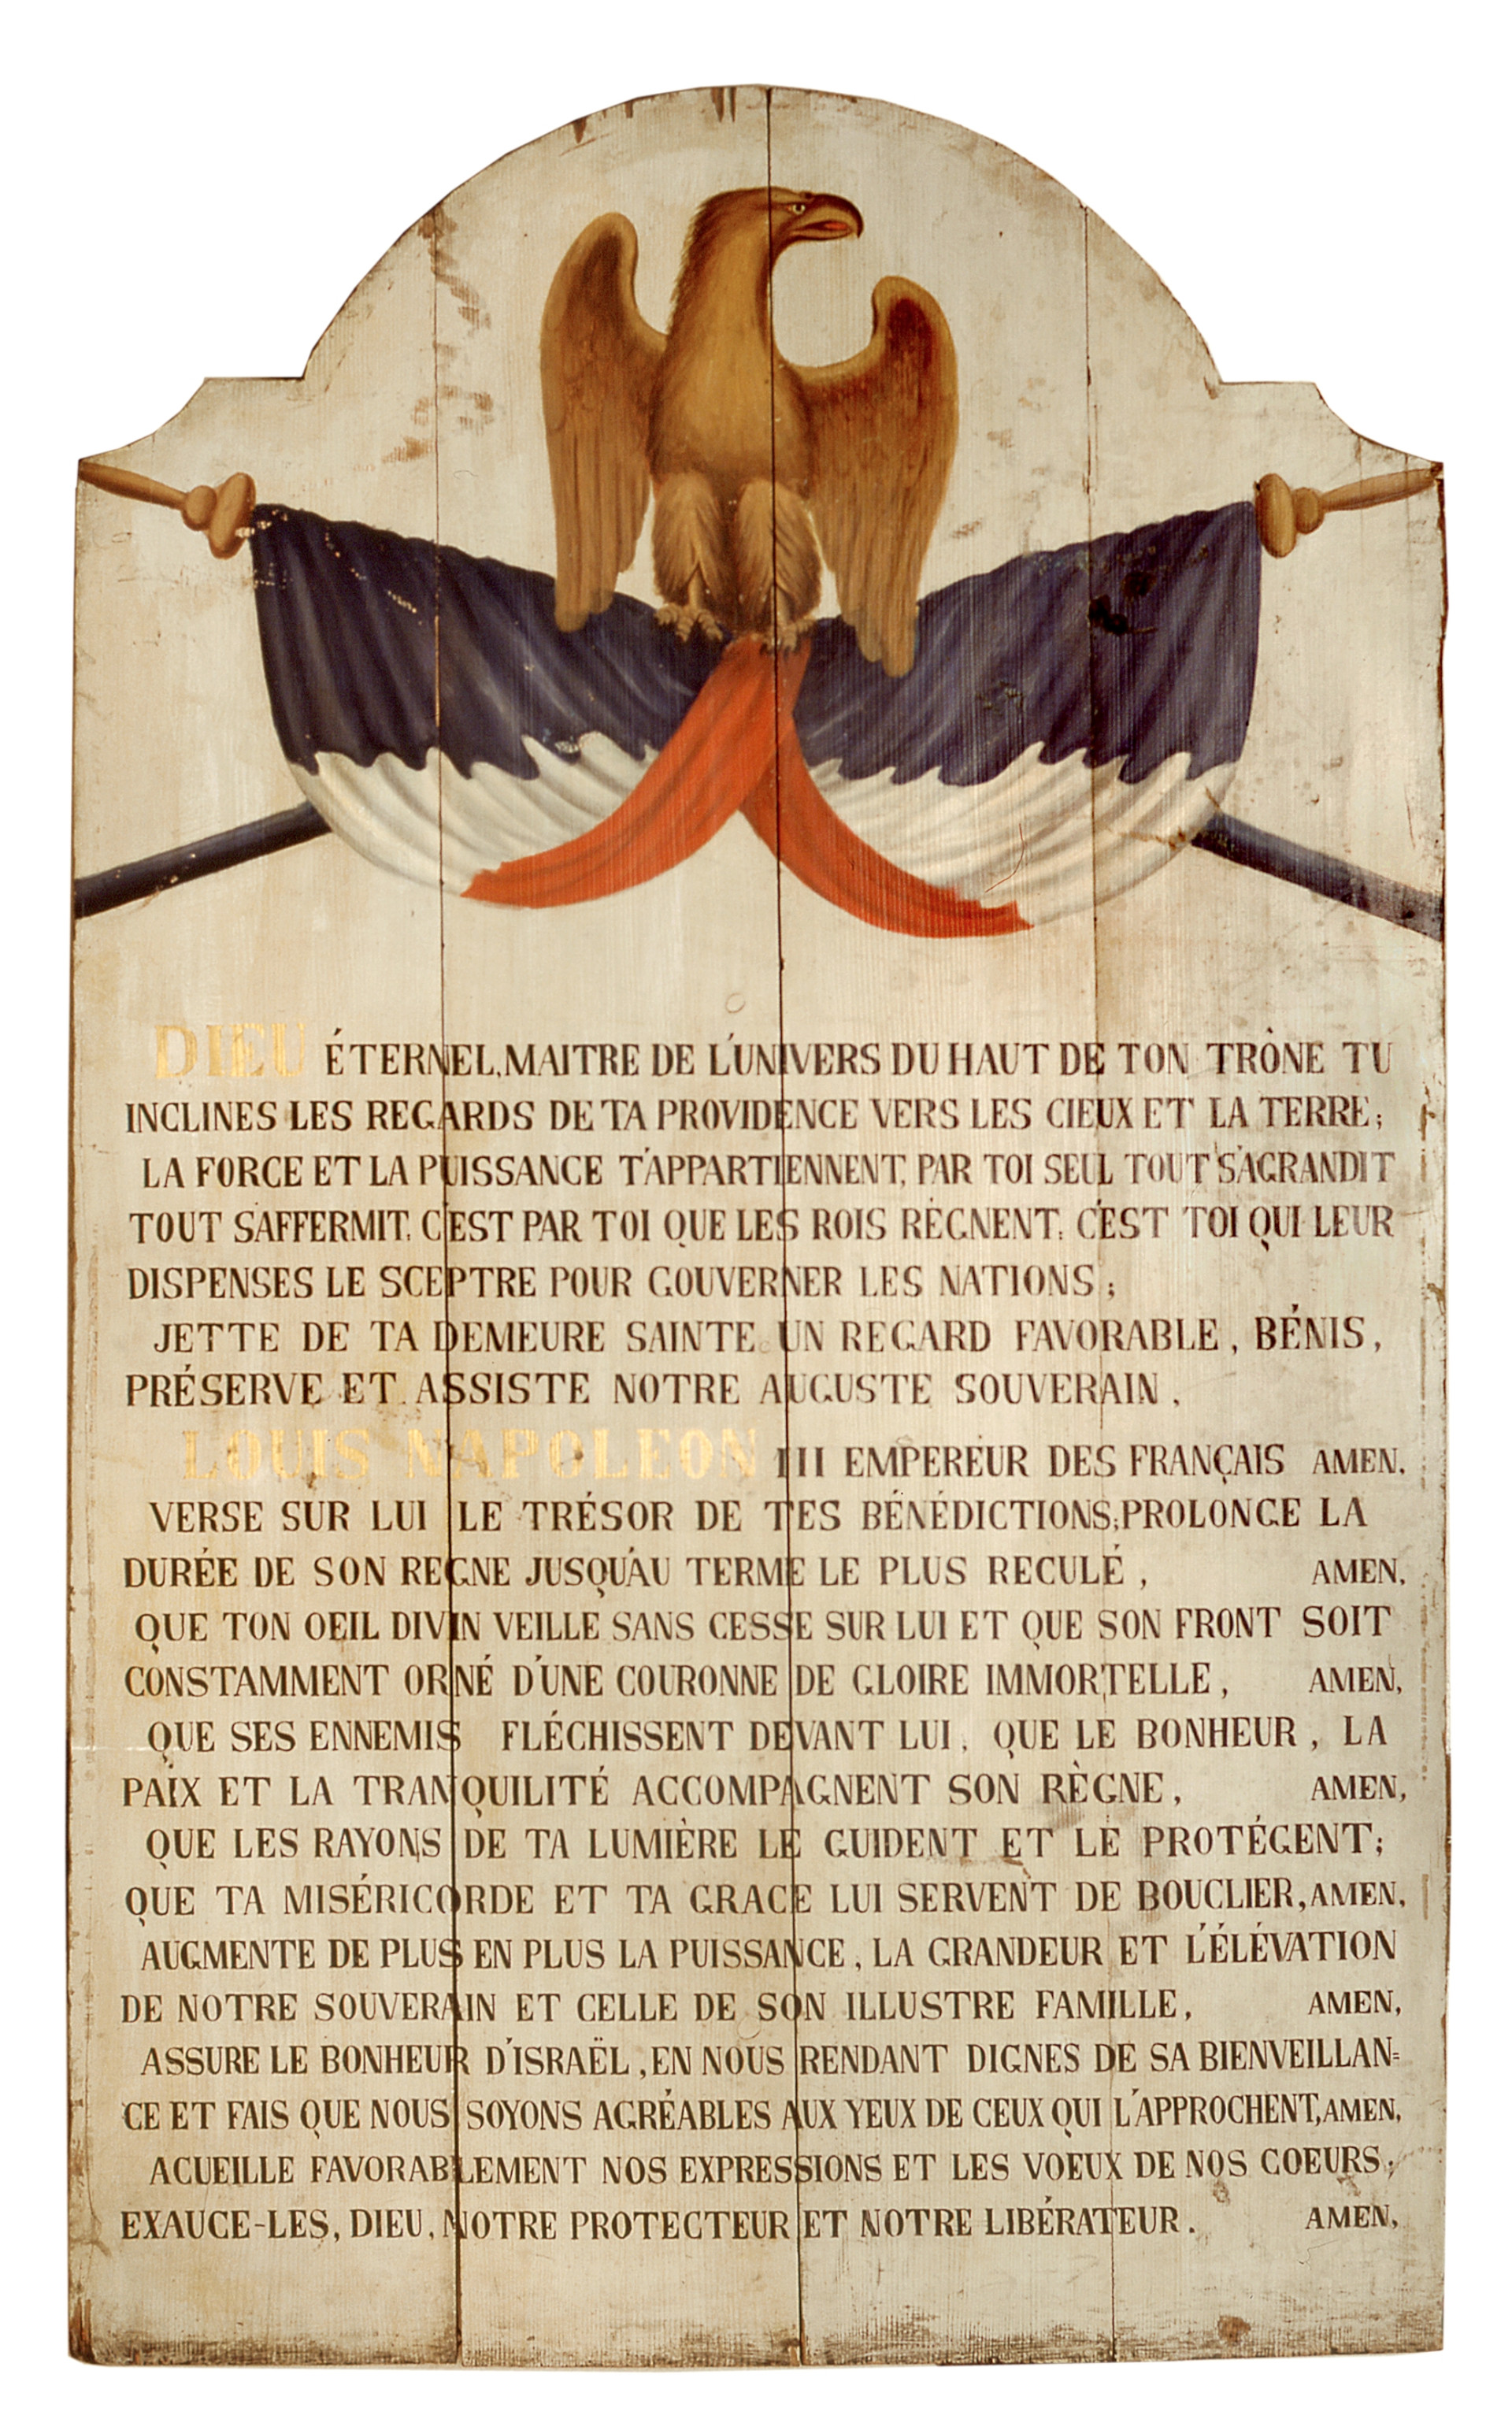 DIEU ÉTERNEL, MAITRE DE L'UNIVERS DU HAUT DE TON TRÔNE TU
INCLINES LES REGARDS DE TA PROVIDENCE VERS LES CIEUX ET LA TERRE;
LA FORCE ET LA PUISSANCE T'APPARTIENNENT, PAR TOI SEUL TOUT S'AGRANDIT
TOUT S'AFFERMIT, C'EST PAR TOI QUE LES ROIS RÈGNENT; C'EST TOI QUI LEUR
DISPENSES LE SCEPTRE POUR GOUVERNER LES NATIONS;
JETTE DE TA DEMEURE SAINTE UN REGARD FAVORABLE, BÉNIS,
PRÉSERVE ET ASSISTE NOTRE AUGUSTE SOUVERAIN,
LOUIS NAPOLEON III EMPEREUR DES FRANÇAIS AMEN,
VERSE SUR LUI LE TRÉSOR DE TES BÉNÉDICTIONS; PROLONGE LA
DURÉE DE SON REGNE JUSQU'AU TERME LE PLUS RECULÉ, AMEN,
QUE TON OEIL DIVIN VEILLE SANS CESSE SUR LUI ET QUE SON FRONT SOIT
CONSTAMMENT ORNÉ D'UNE COURONNE DE GLOIRE IMMORTELLE, AMEN,
QUE SES ENNEMIS FLÉCHISSENT DEVANT LUI, QUE LE BONHEUR, LA
PAIX ET LA TRANQUILITÉ ACCOMPAGNENT SON RÈGNE, AMEN,
QUE LES RAYONS DE TA LUMIÈRE LE GUIDENT ET LE PROTÉGENT;
QUE TA MISÉRICORDE ET TA GRACE LUI SERVENT DE BOUCLIER, AMEN,
AUGMENTE DE PLUS EN PLUS LA PUISSANCE, LA GRANDEUR ET L'ÉLÉVATION
DE NOTRE SOUVERAIN ET CELLE DE SON ILLUSTRE FAMILLE, AMEN,
ASSURE LE BONHEUR D'ISRAËL, EN NOUS RENDANT DIGNES DE SA BIENVEILLAN=
CE ET FAIS QUE NOUS SOYONS AGRÉABLES AUX YEUX DE CEUX QUI L'APPROCHENT, AMEN,
ACUEILLE FAVORABLEMENT NOS EXPRESSIONS ET LES VOEUX DE NOS COEURS;
EXAUCE-LES, DIEU, NOTRE PROTECTEUR ET NOTRE LIBÉRATEUR. AMEN,